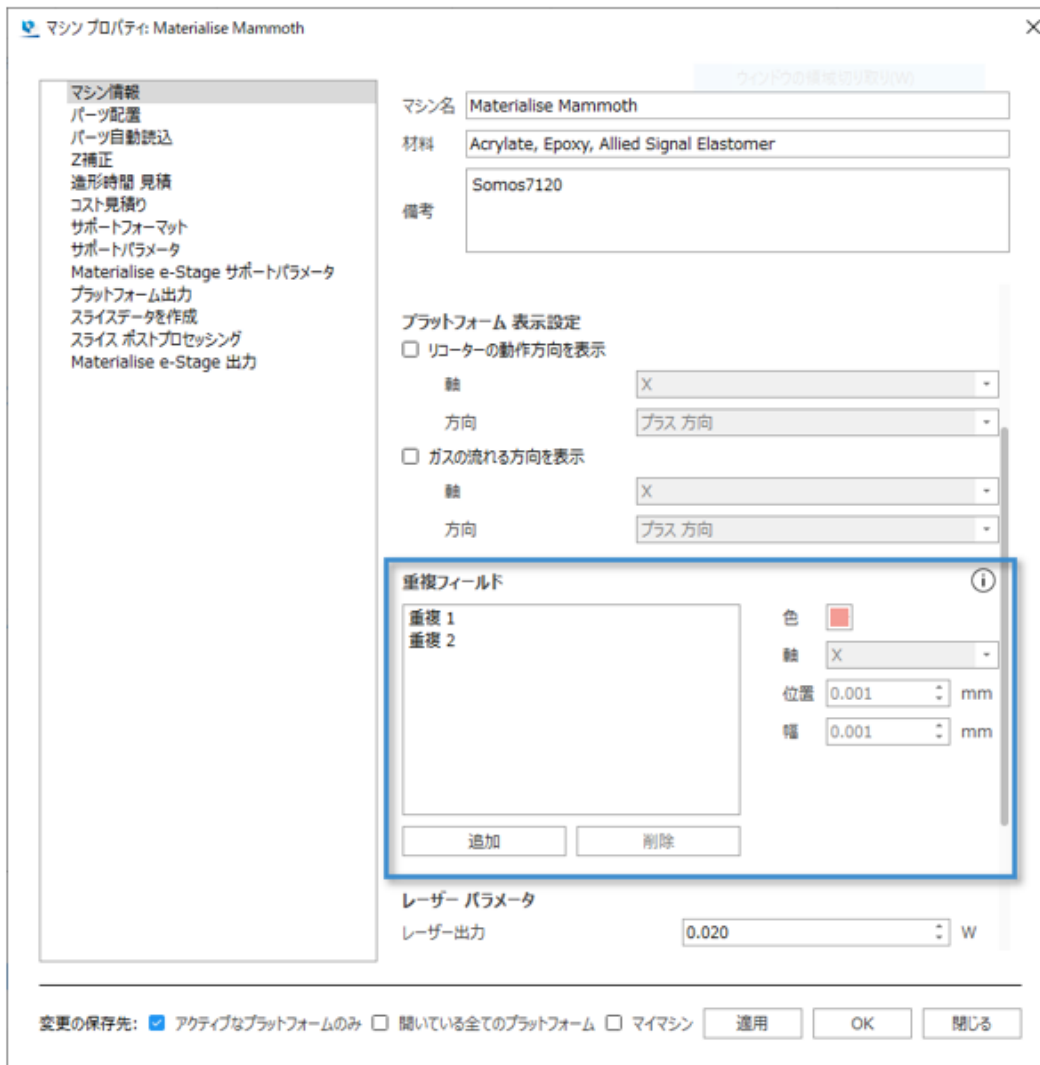 マシン プロパティ: Materialise Mammoth
ウィンドウの領域切り取り(W)
マシン情報
パーツ配置
パーツ自動読込
Z補正
造形時間 見積
コスト見積り
サポートフォーマット
サポートパラメータ
Materialise e-Stage サポートパラメータ
プラットフォーム出力
スライスデータを作成
スライス ポストプロセッシング
Materialise e-Stage 出力
マシン名 Materialise Mammoth
材料 Acrylate, Epoxy, Allied Signal Elastomer
備考 Somos7120
プラットフォーム 表示設定
リコーターの動作方向を表示
軸 X
方向 プラス 方向
ガスの流れる方向を表示
軸 X
方向 プラス 方向
重複フィールド
重複 1
重複 2
追加 削除
色
軸 X
位置 0.001 mm
幅 0.001 mm
レーザー パラメータ
レーザー出力 0.020 W
変更の保存先: アクティブなプラットフォームのみ 開いている全てのプラットフォーム マイマシン 適用 OK 閉じる